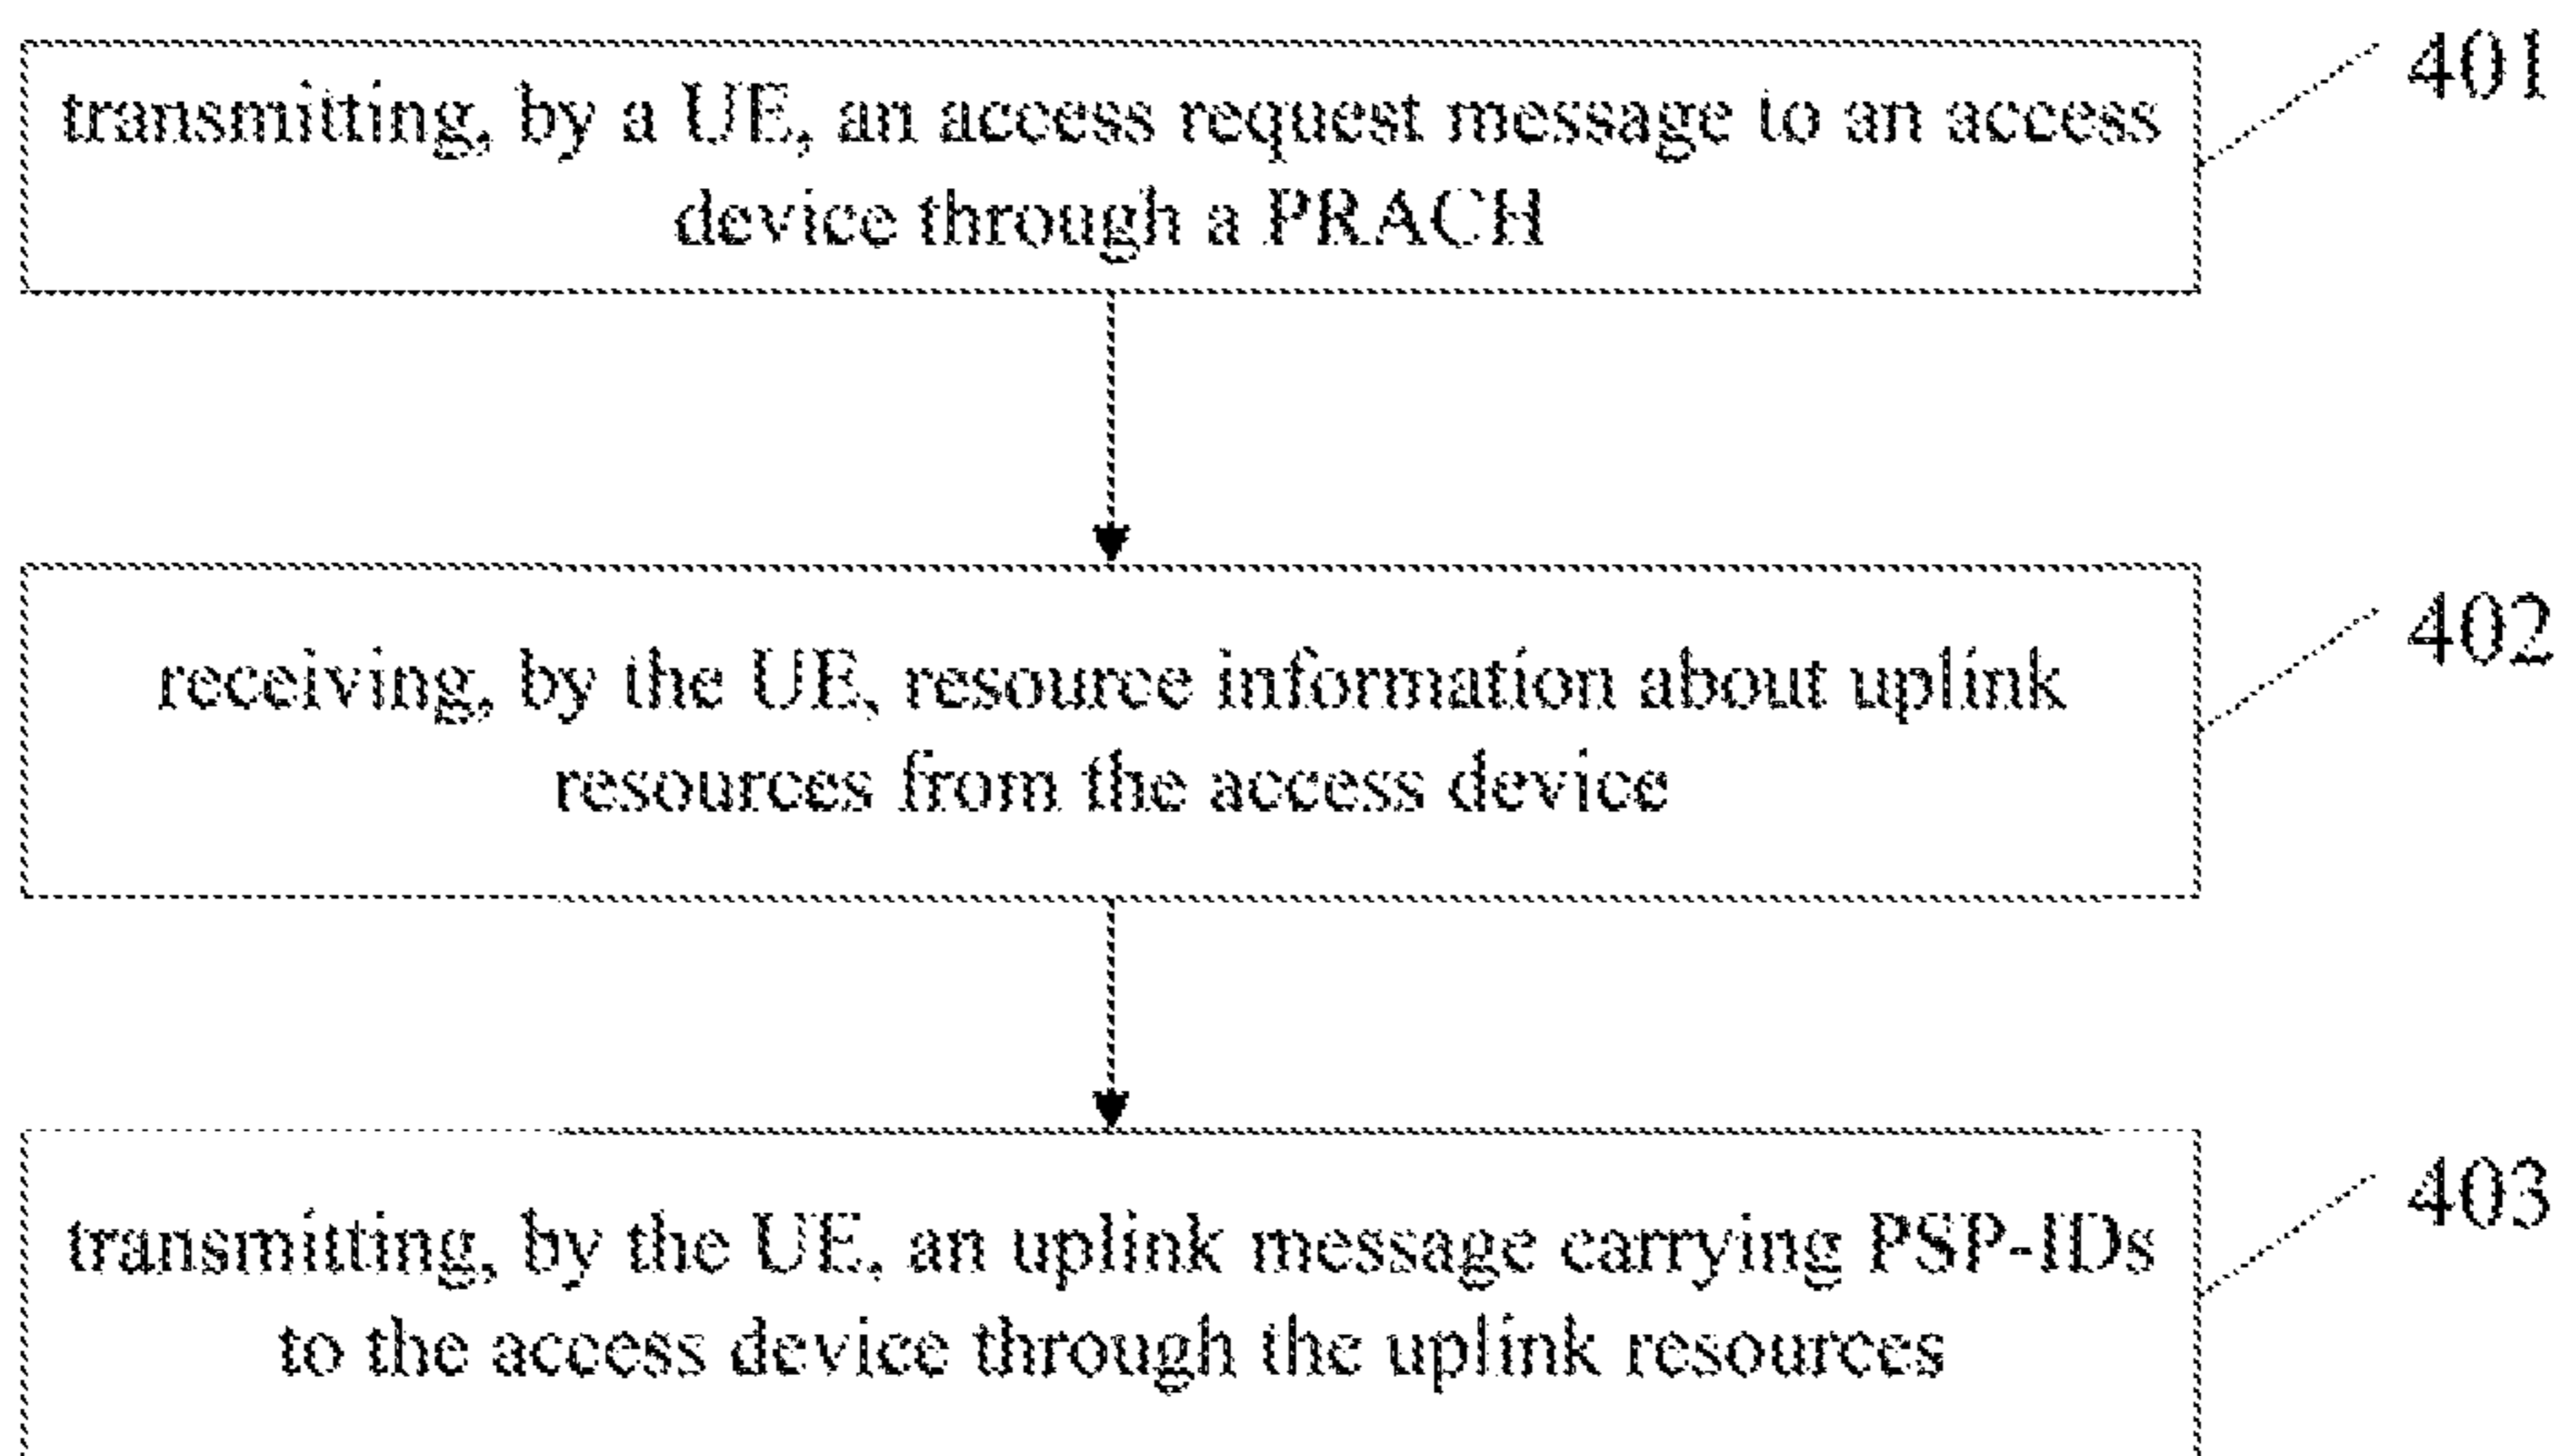 transmitting, by a UE, an access request message to an access
device through a PRACH
401
receiving, by the UE, resource information about uplink
resources from the access device
402
transmitting, by the UE, an uplink message carrying PSP-IDs
to the access device through the uplink resources
403